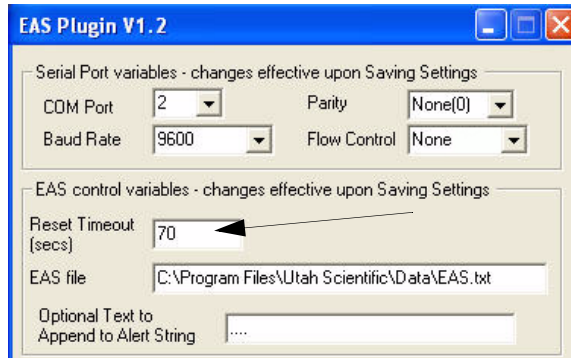 EAS Plugin V1.2
Serial Port variables - changes effective upon Saving Settings
COM Port 2 Parity None(0)
Baud Rate 9600 Flow Control None
EAS control variables - changes effective upon Saving Settings
Reset Timeout
(secs) 70
EAS file C:\Program Files\Utah Scientific\Data\EAS.txt
Optional Text to
Append to Alert String ....